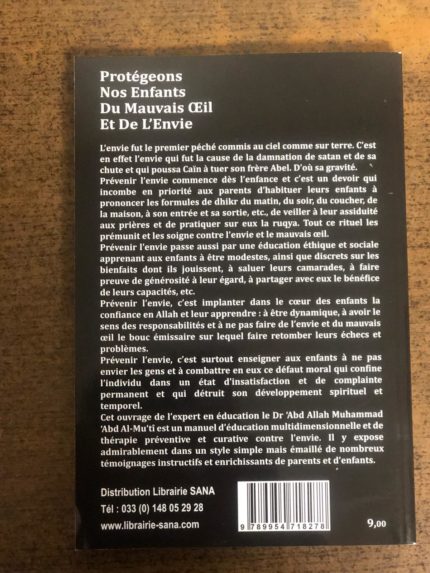 Protégeons
Nos Enfants
Du Mauvais Œil
Et De L'Envie
L'envie fut le premier péché commis au ciel comme sur terre. C'est
en effet l'envie qui fut la cause de la damnation de satan et de sa
chute et qui poussa Caïn à tuer son frère Abel. D'où sa gravité.
Prévenir l'envie commence dès l'enfance et c'est un devoir qui
incombe en priorité aux parents d'habituer leurs enfants à
prononcer les formules de dhikr du matin, du soir, du coucher, de
la maison, à son entrée et sa sortie, etc., de veiller à leur assiduité
aux prières et de pratiquer sur eux la ruqya. Tout ce rituel les
prémunit et les soigne contre l'envie et le mauvais œil.
Prévenir l'envie passe aussi par une éducation éthique et sociale
apprenant aux enfants à être modestes, ainsi que discrets sur les
bienfaits dont ils jouissent, à saluer leurs camarades, à faire
preuve de générosité à leur égard, à partager avec eux le bénéfice
de leurs capacités, etc.
Prévenir l'envie, c'est implanter dans le cœur des enfants la
confiance en Allah et leur apprendre : à être dynamique, à avoir le
sens des responsabilités et à ne pas faire de l'envie et du mauvais
œil le bouc émissaire sur lequel faire retomber leurs échecs et
problèmes.
Prévenir l'envie, c'est surtout enseigner aux enfants à ne pas
envier les gens et à combattre en eux ce défaut moral qui confine
l'individu dans un état d'insatisfaction et de complainte
permanent et qui détruit son développement spirituel et
temporel.
Cet ouvrage de l'expert en éducation le Dr 'Abd Allah Muhammad
'Abd Al-Mu'ti est un manuel d'éducation multidimensionnelle et de
thérapie préventive et curative contre l'envie. Il y expose
admirablement dans un style simple mais émaillé de nombreux
témoignages instructifs et enrichissants de parents et d'enfants.
Distribution Librairie SANA
Tél : 033 (0) 148 05 29 28
www.librairie-sana.com
9 789954 718278
9,00